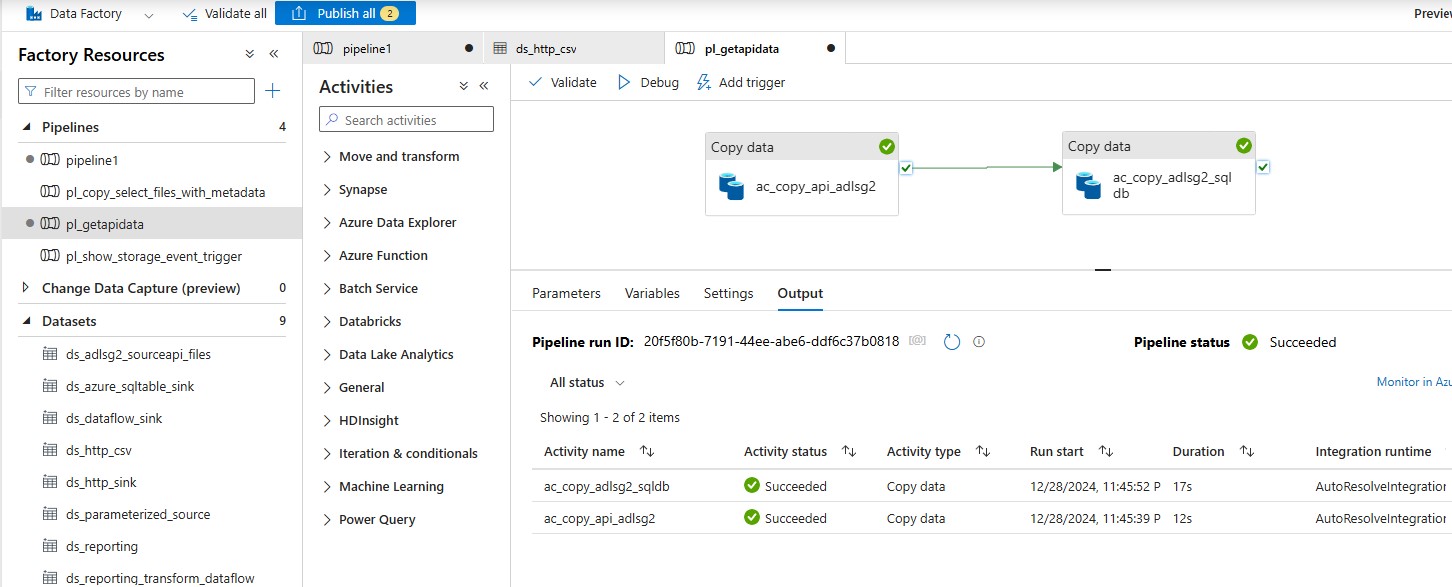 Data Factory
Validate all
Publish all 2
Preview
Factory Resources
Filter resources by name
Pipelines 4
pipeline1
pl_copy_select_files_with_metadata
pl_getapidata
pl_show_storage_event_trigger
Change Data Capture (preview) 0
Datasets 9
ds_adlsg2_sourceapi_files
ds_azure_sqltable_sink
ds_dataflow_sink
ds_http_csv
ds_http_sink
ds_parameterized_source
ds_reporting
ds_reporting_transform_dataflow
pipeline1
ds_http_csv
pl_getapidata
Activities
Search activities
Move and transform
Synapse
Azure Data Explorer
Azure Function
Batch Service
Databricks
Data Lake Analytics
General
HDInsight
Iteration & conditionals
Machine Learning
Power Query
Validate Debug Add trigger
Copy data
ac_copy_api_adlsg2
Copy data
ac_copy_adlsg2_sql
db
Parameters Variables Settings Output
Pipeline run ID: 20f5f80b-7191-44ee-abe6-ddf6c37b0818 [@] Pipeline status Succeeded
All status
Monitor in Azu
Showing 1 - 2 of 2 items
Activity name Activity status Activity type Run start Duration Integration runtime
ac_copy_adlsg2_sqldb Succeeded Copy data 12/28/2024, 11:45:52 P 17s AutoResolveIntegration
ac_copy_api_adlsg2 Succeeded Copy data 12/28/2024, 11:45:39 P 12s AutoResolveIntegration